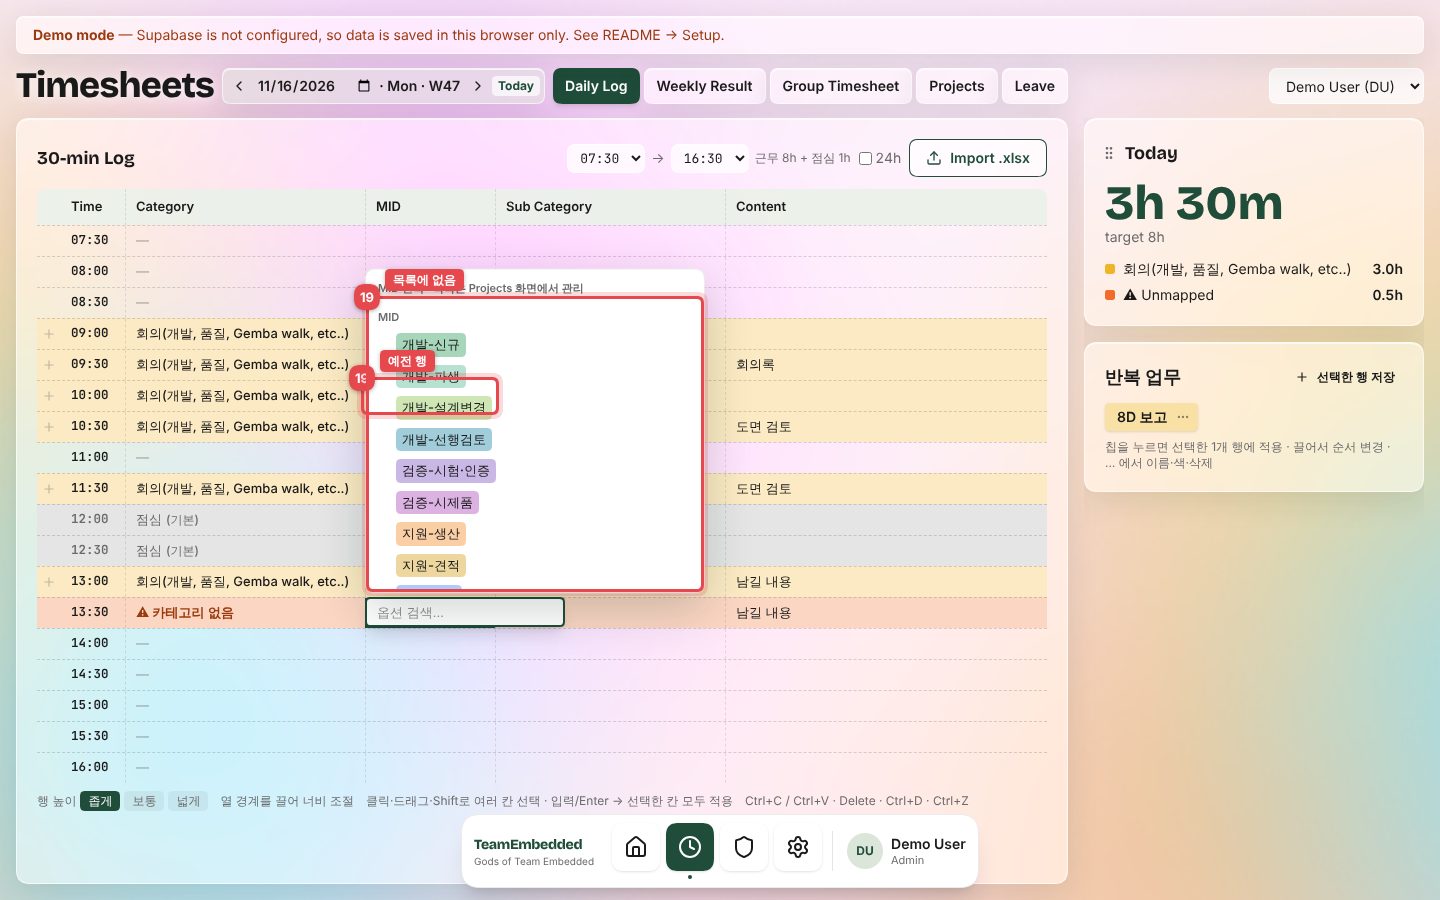 Demo mode — Supabase is not configured, so data is saved in this browser only. See README → Setup.
Timesheets
11/16/2026 · Mon · W47 Today
Daily Log
Weekly Result
Group Timesheet
Projects
Leave
Demo User (DU)
30-min Log
07:30 → 16:30 근무 8h + 점심 1h 24h
Import .xlsx
Time Category MID Sub Category Content
07:30 —
08:00 —
목록에 없음
Projects 화면에서 관리
08:30 —
19
MID
09:00 회의(개발, 품질, Gemba walk, etc..)
개발-신규
예전 행
09:30 회의(개발, 품질, Gemba walk, etc..) 회의록
개발-파생
19
10:00 회의(개발, 품질, Gemba walk, etc..)
개발-설계변경
10:30 회의(개발, 품질, Gemba walk, etc..) 도면 검토
개발-선행검토
11:00 —
검증-시험·인증
11:30 회의(개발, 품질, Gemba walk, etc..) 도면 검토
검증-시제품
12:00 점심 (기본)
지원-생산
12:30 점심 (기본)
지원-견적
13:00 회의(개발, 품질, Gemba walk, etc..) 남길 내용
13:30 ⚠ 카테고리 없음 옵션 검색... 남길 내용
14:00 —
14:30 —
15:00 —
15:30 —
16:00 —
행 높이 좁게 보통 넓게 열 경계를 끌어 너비 조절 클릭·드래그·Shift로 여러 칸 선택 · 입력/Enter → 선택한 칸 모두 적용 Ctrl+C / Ctrl+V · Delete · Ctrl+D · Ctrl+Z
Today
3h 30m
target 8h
회의(개발, 품질, Gemba walk, etc..) 3.0h
⚠ Unmapped 0.5h
반복 업무
+ 선택한 행 저장
8D 보고 ···
칩을 누르면 선택한 1개 행에 적용 · 끌어서 순서 변경 ·
… 에서 이름·색·삭제
TeamEmbedded
Gods of Team Embedded
DU
Demo User
Admin